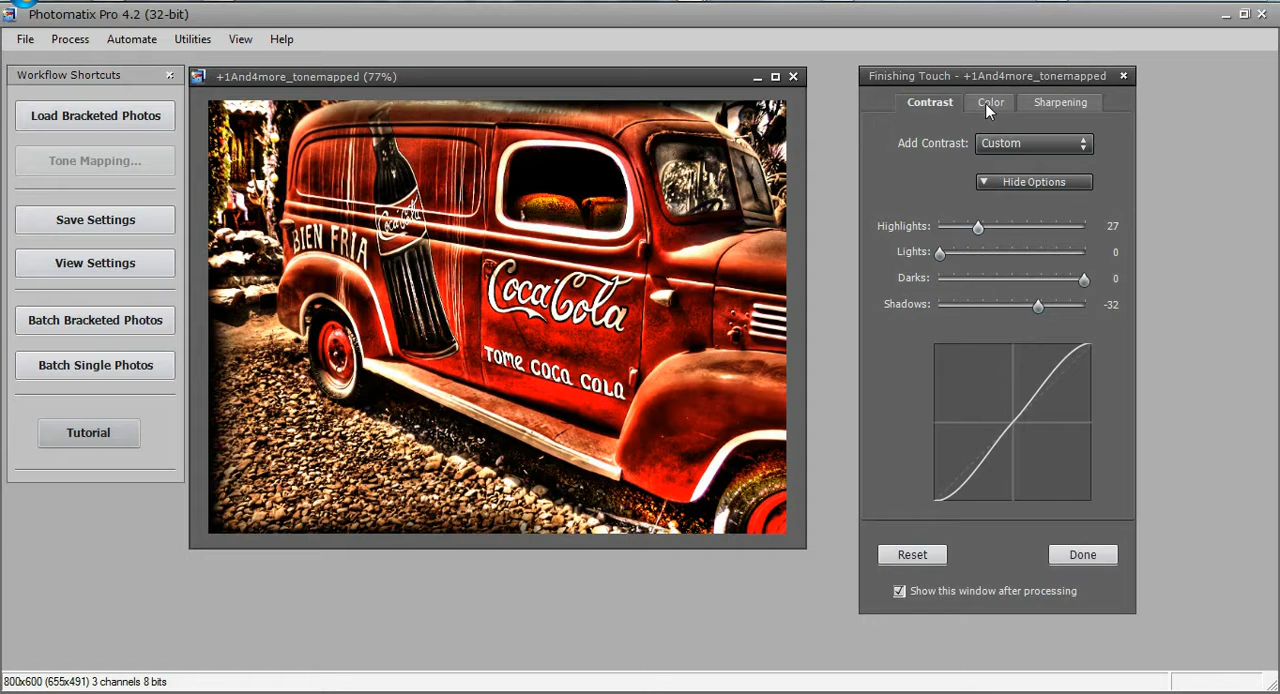 Photomatix Pro 4.2 (32-bit)
File Process Automate Utilities View Help
Workflow Shortcuts
Load Bracketed Photos
Tone Mapping...
Save Settings
View Settings
Batch Bracketed Photos
Batch Single Photos
Tutorial
+1And4more_tonemapped (77%)
BIEN FRIA
Coca-Cola
Coca-Cola
TOME COCA COLA
Finishing Touch - +1And4more_tonemapped
Contrast Color Sharpening
Add Contrast: Custom
Hide Options
Highlights: 27
Lights: 0
Darks: 0
Shadows: -32
Reset Done
Show this window after processing
800x600 (655x491) 3 channels 8 bits